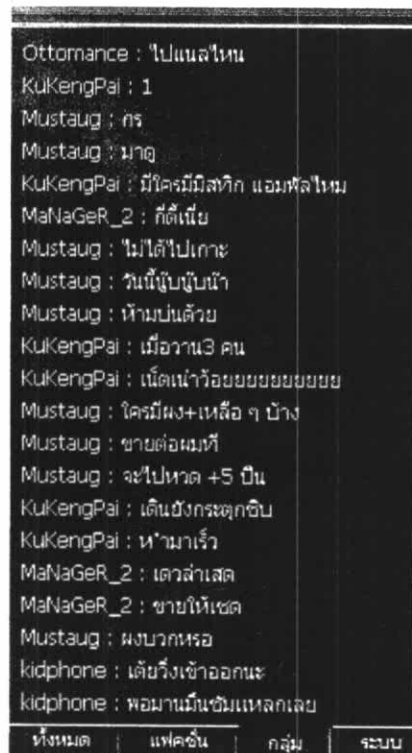 Ottomance : ไปแนลไหน
KuKengPai : 1
Mustaug : กร
Mustaug : มาดู
KuKengPai : มีใครมีมิสทิก แอมพัลไหม
MaNaGeR_2 : กี่ตี้เนี่ย
Mustaug : ไม่ได้ไปเกาะ
Mustaug : วันนี้นู๊บนู๊บน๊า
Mustaug : ห้ามบ่นด้วย
KuKengPai : เมื่อวาน3 คน
KuKengPai : เน็ตเน่าว้อยยยยยยยยยยยย
Mustaug : ใครมีผง+เหลือ ๆ บ้าง
Mustaug : ขายต่อผมที
Mustaug : จะไปหวด +5 ปืน
KuKengPai : เดินยังกระตุกซิบ
KuKengPai : ห*ำมาเร็ว
MaNaGeR_2 : เดวล่าเสด
MaNaGeR_2 : ขายให้เซด
Mustaug : ผงบวกหรอ
kidphone : เต้ยวิ่งเข้าออกนะ
kidphone : พอมานมึนซัมแหลกเลย
ทั้งหมด แฟคชั่น กลุ่ม ระบบ